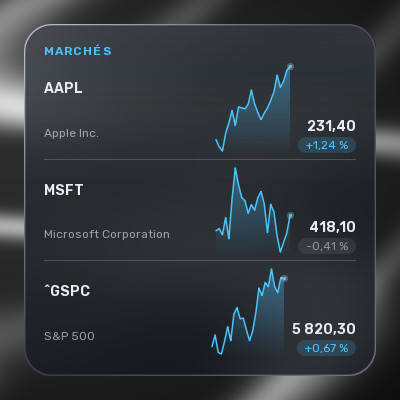 MARCHÉS
AAPL
231,40
Apple Inc.
+1,24 %
MSFT
418,10
Microsoft Corporation
-0,41 %
^GSPC
5 820,30
S&P 500
+0,67 %